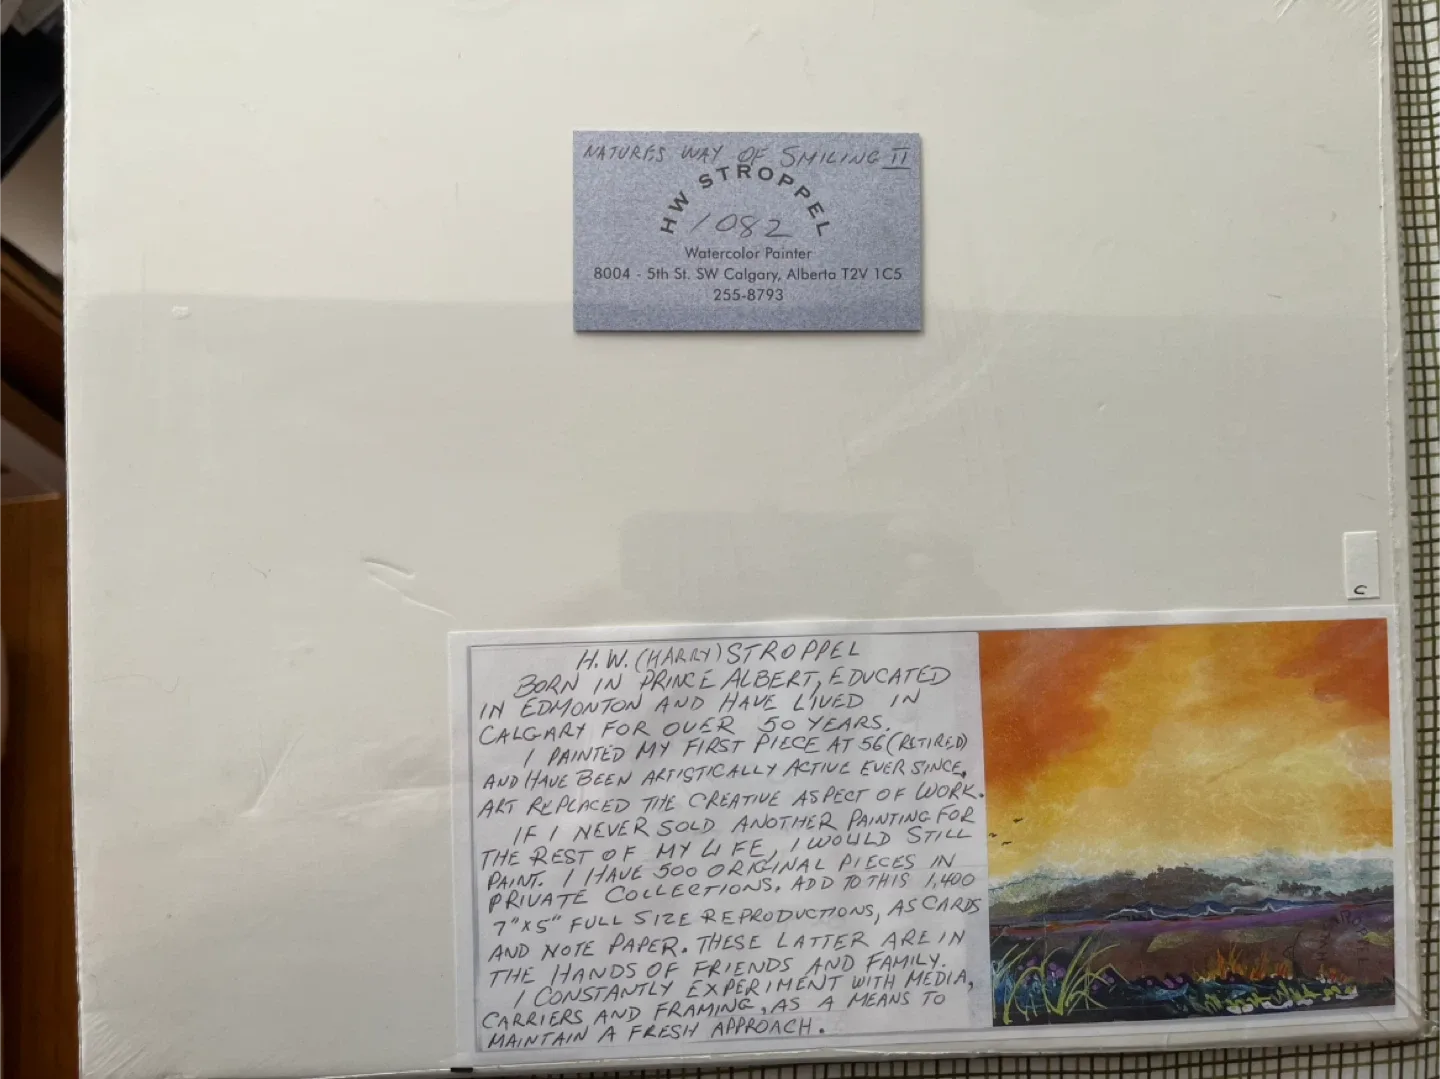 NATURES WAY OF SMILING II
HW STROPPEL
1082
Watercolor Painter
8004 - 5th St. SW Calgary, Alberta T2V 1C5
255-8793
C
H.W. (HARRY) STROPPEL
BORN IN PRINCE ALBERT, EDUCATED
IN EDMONTON AND HAVE LIVED IN
CALGARY FOR OVER 50 YEARS.
I PAINTED MY FIRST PIECE AT 56 (RETIRED)
AND HAVE BEEN ARTISTICALLY ACTIVE EVER SINCE.
ART REPLACED THE CREATIVE ASPECT OF WORK.
IF I NEVER SOLD ANOTHER PAINTING FOR
THE REST OF MY LIFE, I WOULD STILL
PAINT. I HAVE 500 ORIGINAL PIECES IN
PRIVATE COLLECTIONS. ADD TO THIS 1,400
7"x5" FULL SIZE REPRODUCTIONS, AS CARDS
AND NOTE PAPER. THESE LATTER ARE IN
THE HANDS OF FRIENDS AND FAMILY.
I CONSTANTLY EXPERIMENT WITH MEDIA,
CARRIERS AND FRAMING, AS A MEANS TO
MAINTAIN A FRESH APPROACH.